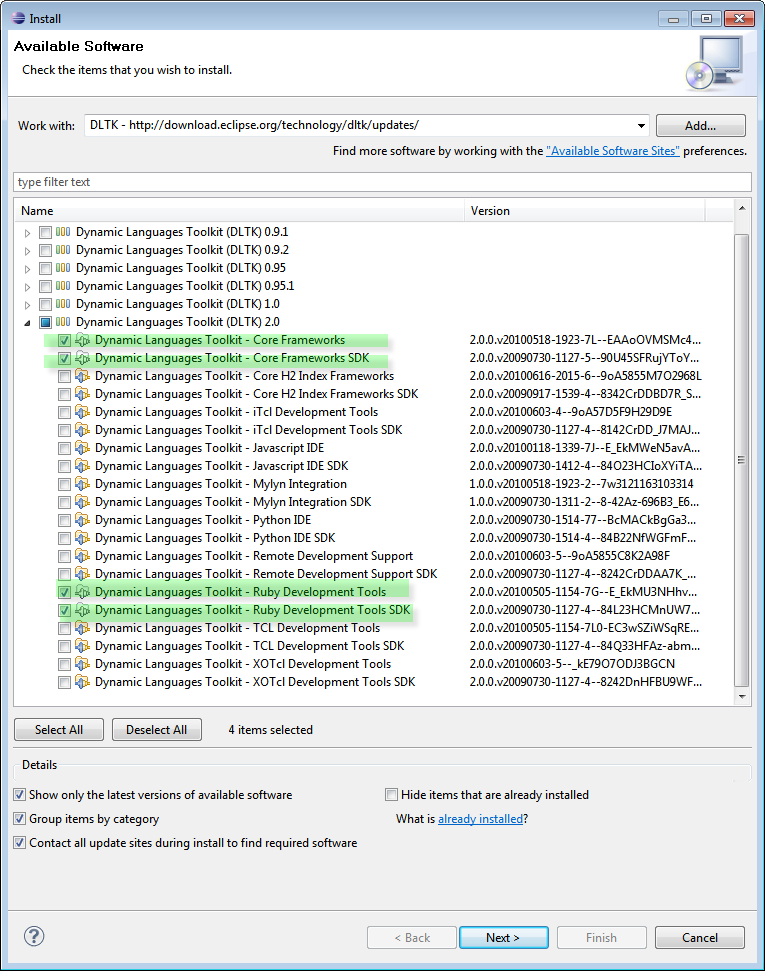 Install
Available Software
Check the items that you wish to install.
Work with: DLTK - http://download.eclipse.org/technology/dltk/updates/ Add...
Find more software by working with the "Available Software Sites" preferences.
type filter text
Name Version
Dynamic Languages Toolkit (DLTK) 0.9.1
Dynamic Languages Toolkit (DLTK) 0.9.2
Dynamic Languages Toolkit (DLTK) 0.95
Dynamic Languages Toolkit (DLTK) 0.95.1
Dynamic Languages Toolkit (DLTK) 1.0
Dynamic Languages Toolkit (DLTK) 2.0
Dynamic Languages Toolkit - Core Frameworks 2.0.0.v20100518-1923-7L--EAAoOVMSMc4...
Dynamic Languages Toolkit - Core Frameworks SDK 2.0.0.v20090730-1127-5--90U45SFRujYToY...
Dynamic Languages Toolkit - Core H2 Index Frameworks 2.0.0.v20100616-2015-6--9oA5855M7O2968L
Dynamic Languages Toolkit - Core H2 Index Frameworks SDK 2.0.0.v20090917-1539-4--8342CrDDBD7R_S...
Dynamic Languages Toolkit - iTcl Development Tools 2.0.0.v20100603-4--9oA57D5F9H29D9E
Dynamic Languages Toolkit - iTcl Development Tools SDK 2.0.0.v20090730-1127-4--8142CrDD_J7MAJ...
Dynamic Languages Toolkit - Javascript IDE 2.0.0.v20100118-1339-7J--E_EkMWeN5avA...
Dynamic Languages Toolkit - Javascript IDE SDK 2.0.0.v20090730-1412-4--84O23HCIoXYiTA...
Dynamic Languages Toolkit - Mylyn Integration 1.0.0.v20100518-1923-2--7w3121163103314
Dynamic Languages Toolkit - Mylyn Integration SDK 1.0.0.v20090730-1311-2--8-42Az-696B3_E6...
Dynamic Languages Toolkit - Python IDE 2.0.0.v20090730-1514-77--BcMACkBgGa3...
Dynamic Languages Toolkit - Python IDE SDK 2.0.0.v20090730-1514-4--84B22NfWGFmF...
Dynamic Languages Toolkit - Remote Development Support 2.0.0.v20100603-5--9oA5855C8K2A98F
Dynamic Languages Toolkit - Remote Development Support SDK 2.0.0.v20090730-1127-4--8242CrDDAA7K_...
Dynamic Languages Toolkit - Ruby Development Tools 2.0.0.v20100505-1154-7G--E_EkMU3NHhv...
Dynamic Languages Toolkit - Ruby Development Tools SDK 2.0.0.v20090730-1127-4--84L23HCMnUW7...
Dynamic Languages Toolkit - TCL Development Tools 2.0.0.v20100505-1154-7L0-EC3wSZiWSqRE...
Dynamic Languages Toolkit - TCL Development Tools SDK 2.0.0.v20090730-1127-4--84Q33HFAz-abm...
Dynamic Languages Toolkit - XOTcl Development Tools 2.0.0.v20100603-5--_kE79O7ODJ3BGCN
Dynamic Languages Toolkit - XOTcl Development Tools SDK 2.0.0.v20090730-1127-4--8242DnHFBU9WF...
Select All Deselect All 4 items selected
Details
Show only the latest versions of available software Hide items that are already installed
Group items by category What is already installed?
Contact all update sites during install to find required software
? < Back Next > Finish Cancel